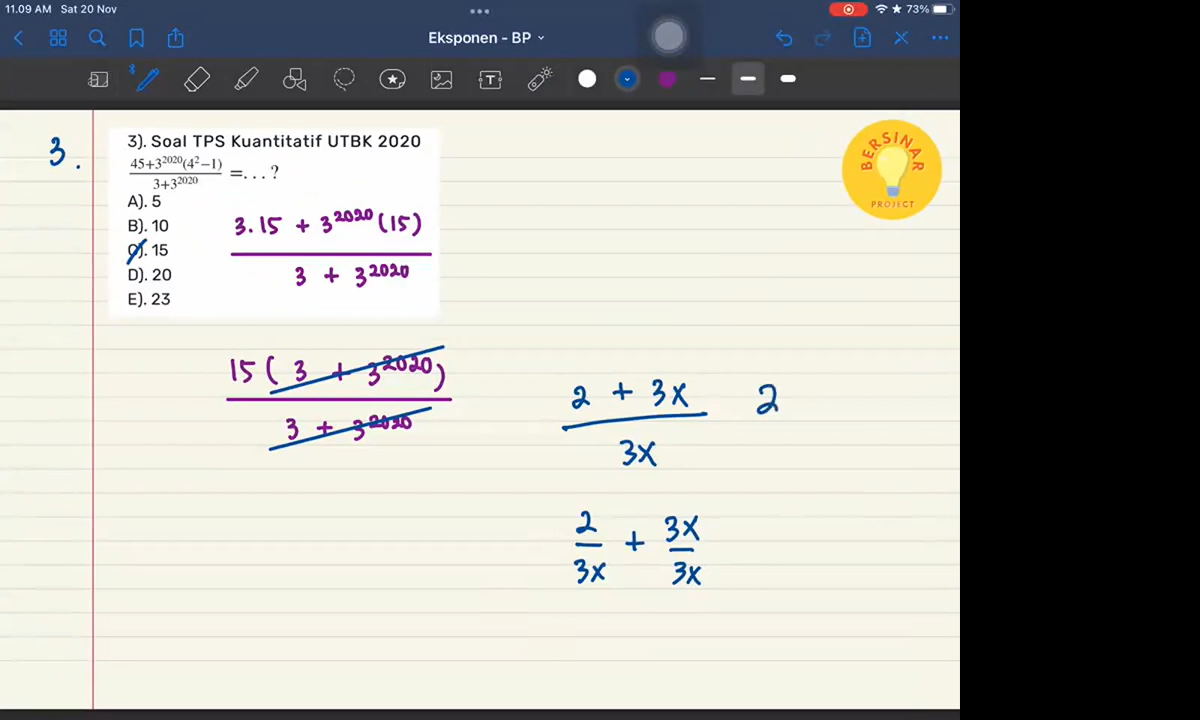 11.09 AM Sat 20 Nov
73%
Eksponen - BP
3.
3). Soal TPS Kuantitatif UTBK 2020
45+3^2020(4^2−1)
3+3^2020
=. . . ?
A). 5
B). 10
C). 15
D). 20
E). 23
3.15 + 3^2020 (15)
3 + 3^2020
BERSINAR
PROJECT
15 ( 3 + 3^2020 )
3 + 3^2020
2 + 3x
3x
2
2/3x + 3x/3x